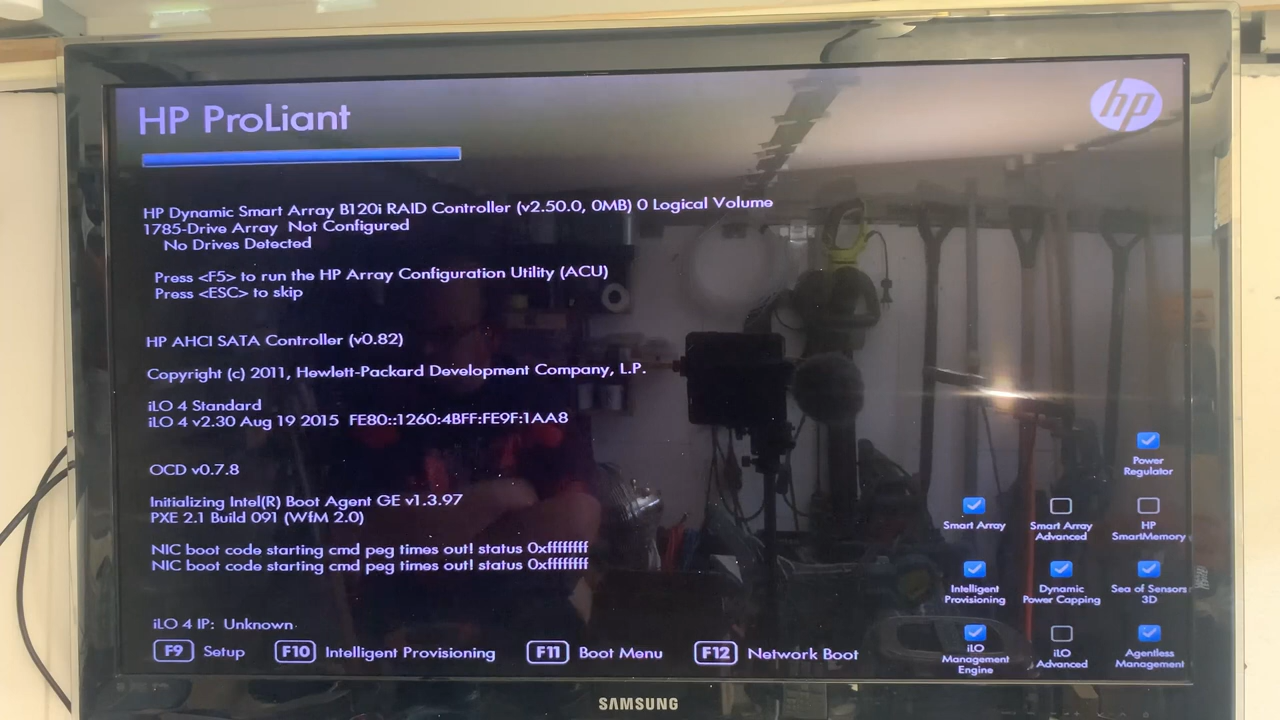 HP ProLiant
hp
HP Dynamic Smart Array B120i RAID Controller (v2.50.0, 0MB) 0 Logical Volume
1785-Drive Array Not Configured
No Drives Detected
Press <F5> to run the HP Array Configuration Utility (ACU)
Press <ESC> to skip
HP AHCI SATA Controller (v0.82)
Copyright (c) 2011, Hewlett-Packard Development Company, L.P.
iLO 4 Standard
iLO 4 v2.30 Aug 19 2015 FE80::1260:4BFF:FE9F:1AA8
OCD v0.7.8
Initializing Intel(R) Boot Agent GE v1.3.97
PXE 2.1 Build 091 (WfM 2.0)
NIC boot code starting cmd peg times out! status 0xffffffff
NIC boot code starting cmd peg times out! status 0xffffffff
Power
Regulator
Smart Array
Smart Array
Advanced
HP
SmartMemory
Intelligent
Provisioning
Dynamic
Power Capping
Sea of Sensors
3D
iLO
Management
Engine
iLO
Advanced
Agentless
Management
iLO 4 IP: Unknown
F9 Setup F10 Intelligent Provisioning F11 Boot Menu F12 Network Boot
SAMSUNG